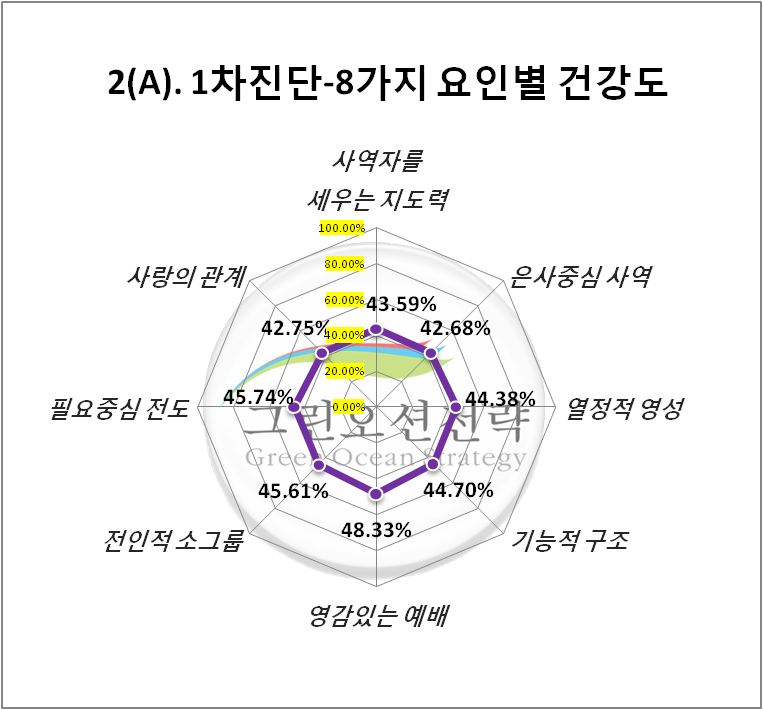 2(A). 1차진단-8가지 요인별 건강도
사역자를
세우는 지도력
100.00%
사랑의 관계
은사중심 사역
80.00%
60.00%
43.59%
42.75%
42.68%
40.00%
20.00%
45.74%
44.38%
필요중심 전도
0.00%
열정적 영성
그린오션전략
Green Ocean Strategy
45.61%
44.70%
48.33%
전인적 소그룹
기능적 구조
영감있는 예배